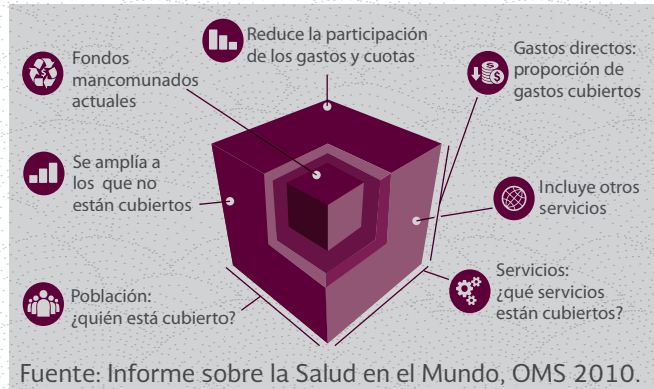 Reduce la participación
de los gastos y cuotas
Fondos
mancomunados
actuales
Gastos directos:
proporción de
gastos cubiertos
Se amplía a
los que no
están cubiertos
Incluye otros
servicios
Población:
¿quién está cubierto?
Servicios:
¿qué servicios
están cubiertos?
Fuente: Informe sobre la Salud en el Mundo, OMS 2010.